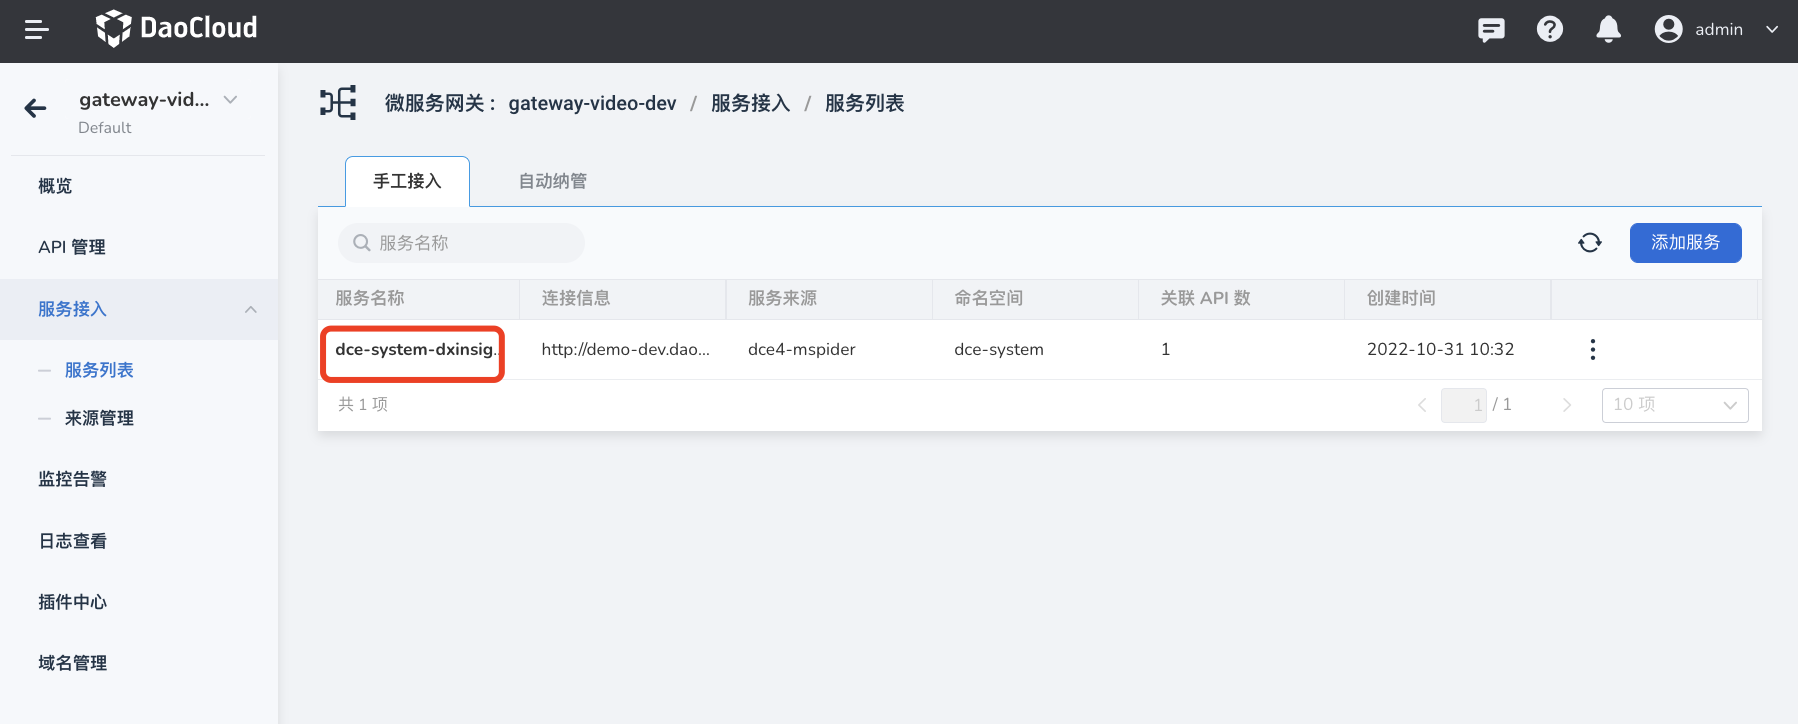 DaoCloud
admin
gateway-vid...
Default
概览
API 管理
服务接入
服务列表
来源管理
监控告警
日志查看
插件中心
域名管理
微服务网关： gateway-video-dev / 服务接入 / 服务列表
手工接入 自动纳管
服务名称
添加服务
服务名称 连接信息 服务来源 命名空间 关联 API 数 创建时间
dce-system-dxinsig.. http://demo-dev.dao... dce4-mspider dce-system 1 2022-10-31 10:32
共 1 项 1 / 1 10 项